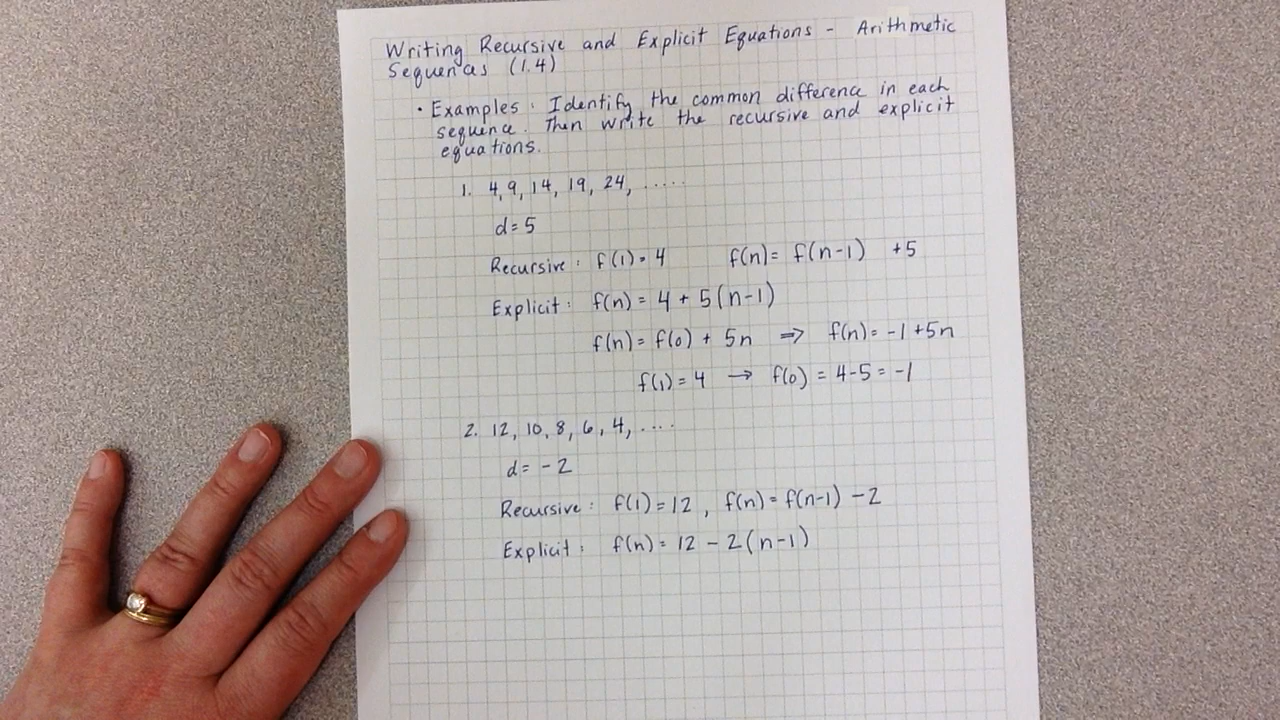 Writing Recursive and Explicit Equations - Arithmetic
Sequences (1.4)
• Examples: Identify the common difference in each
sequence. Then write the recursive and explicit
equations.
1. 4, 9, 14, 19, 24, .....
d = 5
Recursive: f(1) = 4 f(n) = f(n-1) +5
Explicit: f(n) = 4 + 5(n-1)
f(n) = f(0) + 5n ⇒ f(n) = -1 + 5n
f(1) = 4 → f(0) = 4-5 = -1
2. 12, 10, 8, 6, 4, ....
d = -2
Recursive: f(1) = 12, f(n) = f(n-1) - 2
Explicit: f(n) = 12 - 2(n-1)